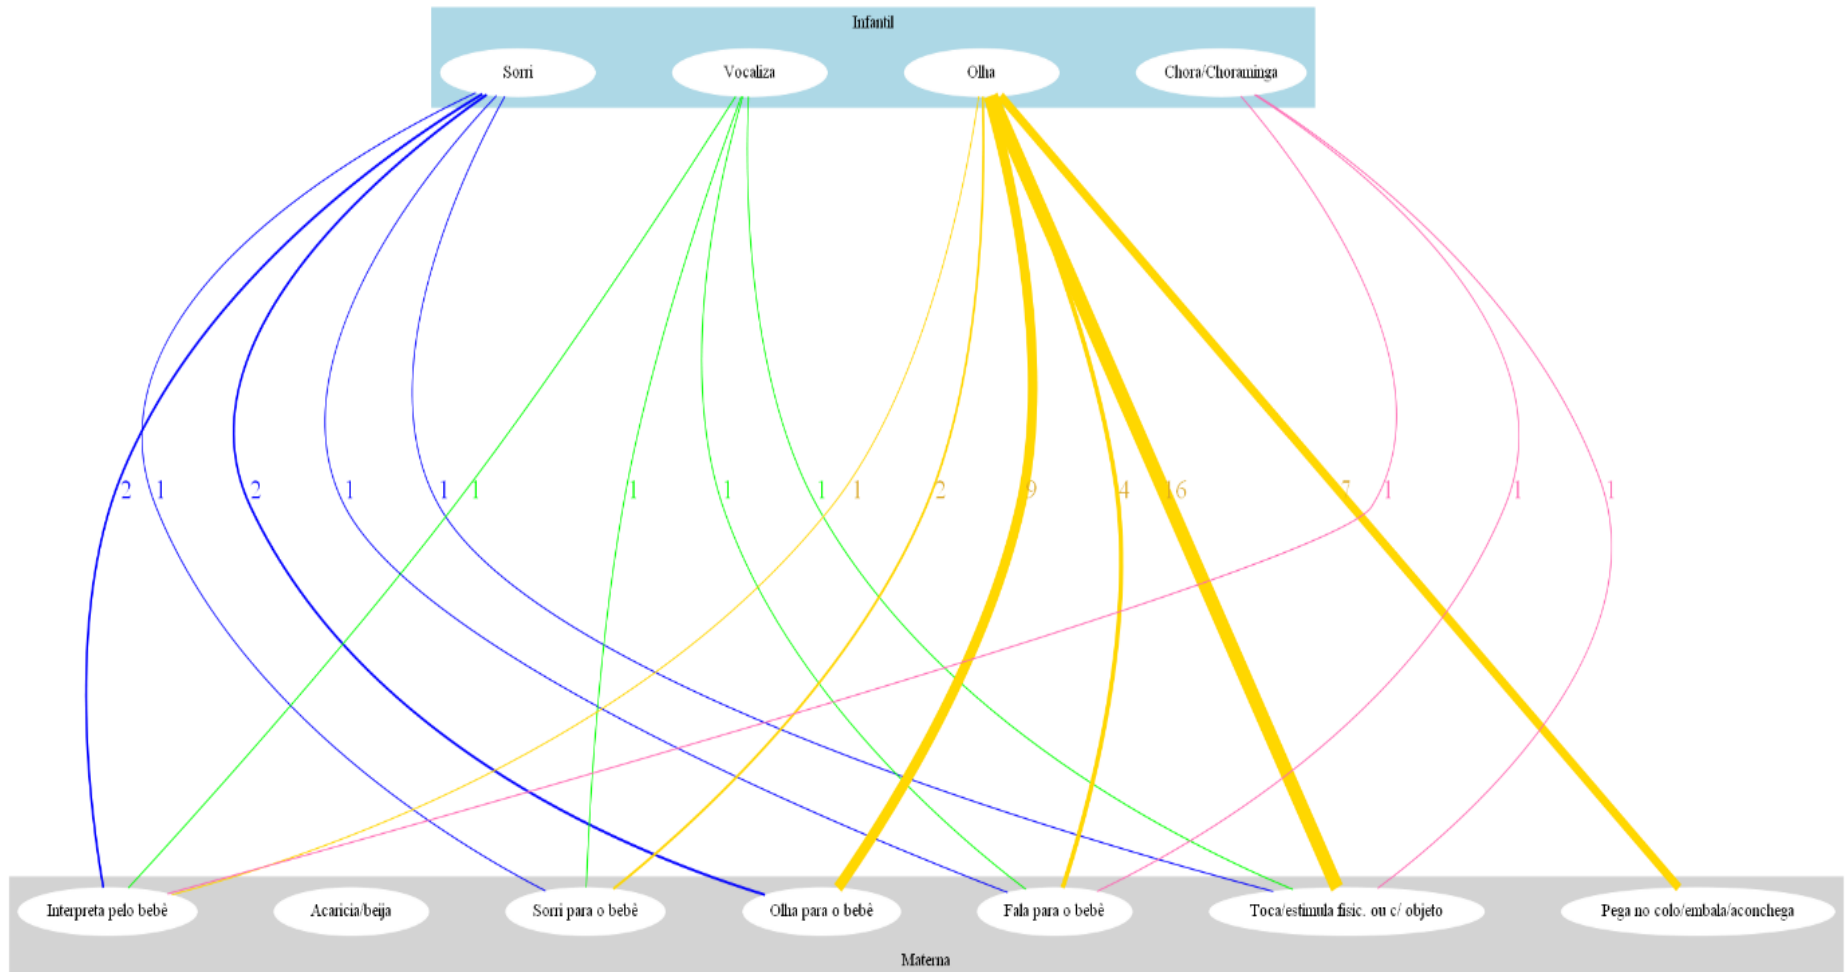 Infantil
Sorri
Vocaliza
Olha
Chora/Choraminga
2 1 2 1 1 1 1 1 1 1 2 9 4 16 7 1 1 1
Interpreta pelo bebê
Acaricia/beija
Sorri para o bebê
Olha para o bebê
Fala para o bebê
Toca/estimula fisic. ou c/ objeto
Pega no colo/embala/aconchega
Materna